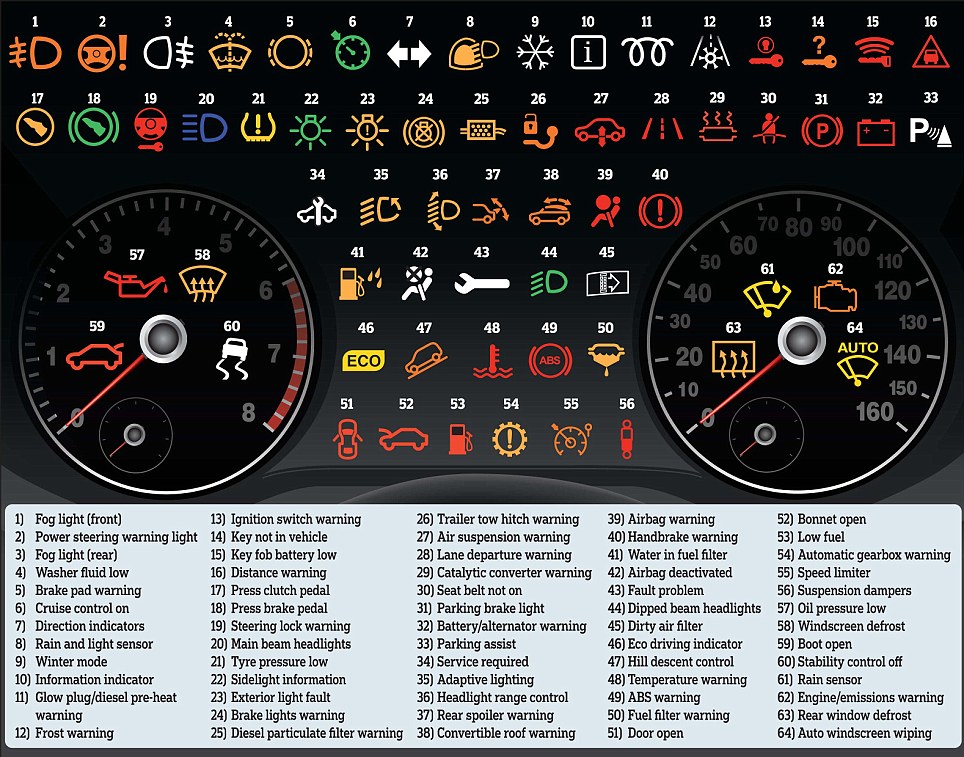 1 2 3 4 5 6 7 8 9 10 11 12 13 14 15 16
! i ?
17 18 19 20 21 22 23 24 25 26 27 28 29 30 31 32 33
! ! P P
34 35 36 37 38 39 40
!
41 42 43 44 45
46 47 48 49 50
ECO ABS
51 52 53 54 55 56
!
57 58
59 60
0 1 2 3 4 5 6 7 8
61 62
63 64
AUTO
0 10 20 30 40 50 60 70 80 90 100 110 120 130 140 150 160
1) Fog light (front)
2) Power steering warning light
3) Fog light (rear)
4) Washer fluid low
5) Brake pad warning
6) Cruise control on
7) Direction indicators
8) Rain and light sensor
9) Winter mode
10) Information indicator
11) Glow plug/diesel pre-heat
warning
12) Frost warning
13) Ignition switch warning
14) Key not in vehicle
15) Key fob battery low
16) Distance warning
17) Press clutch pedal
18) Press brake pedal
19) Steering lock warning
20) Main beam headlights
21) Tyre pressure low
22) Sidelight information
23) Exterior light fault
24) Brake lights warning
25) Diesel particulate filter warning
26) Trailer tow hitch warning
27) Air suspension warning
28) Lane departure warning
29) Catalytic converter warning
30) Seat belt not on
31) Parking brake light
32) Battery/alternator warning
33) Parking assist
34) Service required
35) Adaptive lighting
36) Headlight range control
37) Rear spoiler warning
38) Convertible roof warning
39) Airbag warning
40) Handbrake warning
41) Water in fuel filter
42) Airbag deactivated
43) Fault problem
44) Dipped beam headlights
45) Dirty air filter
46) Eco driving indicator
47) Hill descent control
48) Temperature warning
49) ABS warning
50) Fuel filter warning
51) Door open
52) Bonnet open
53) Low fuel
54) Automatic gearbox warning
55) Speed limiter
56) Suspension dampers
57) Oil pressure low
58) Windscreen defrost
59) Boot open
60) Stability control off
61) Rain sensor
62) Engine/emissions warning
63) Rear window defrost
64) Auto windscreen wiping